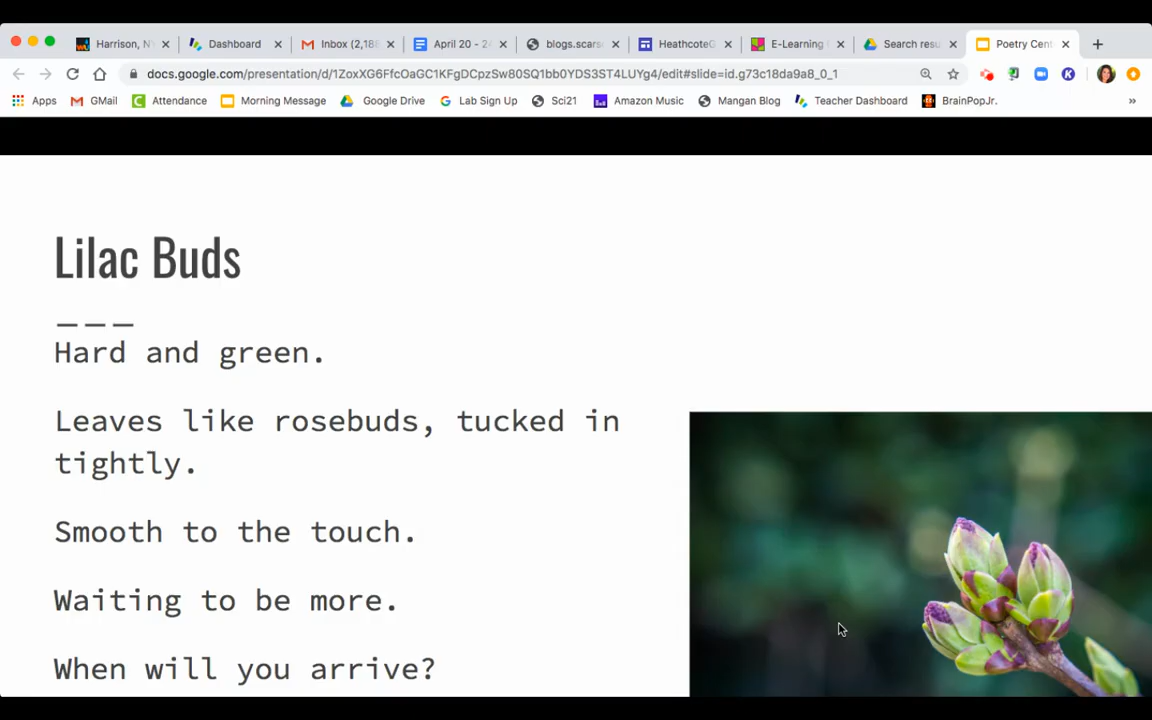 Harrison, N
Dashboard
Inbox (2,18
April 20 - 24
blogs.scars
HeathcoteG
E-Learning
Search resu
Poetry Cent
docs.google.com/presentation/d/1ZoxXG6FfcOaGC1KFgDCpzSw80SQ1bb0YDS3ST4LUYg4/edit#slide=id.g73c18da9a8_0_1
Apps
GMail
Attendance
Morning Message
Google Drive
Lab Sign Up
Sci21
Amazon Music
Mangan Blog
Teacher Dashboard
BrainPopJr.
»
Lilac Buds
Hard and green.
Leaves like rosebuds, tucked in
tightly.
Smooth to the touch.
Waiting to be more.
When will you arrive?